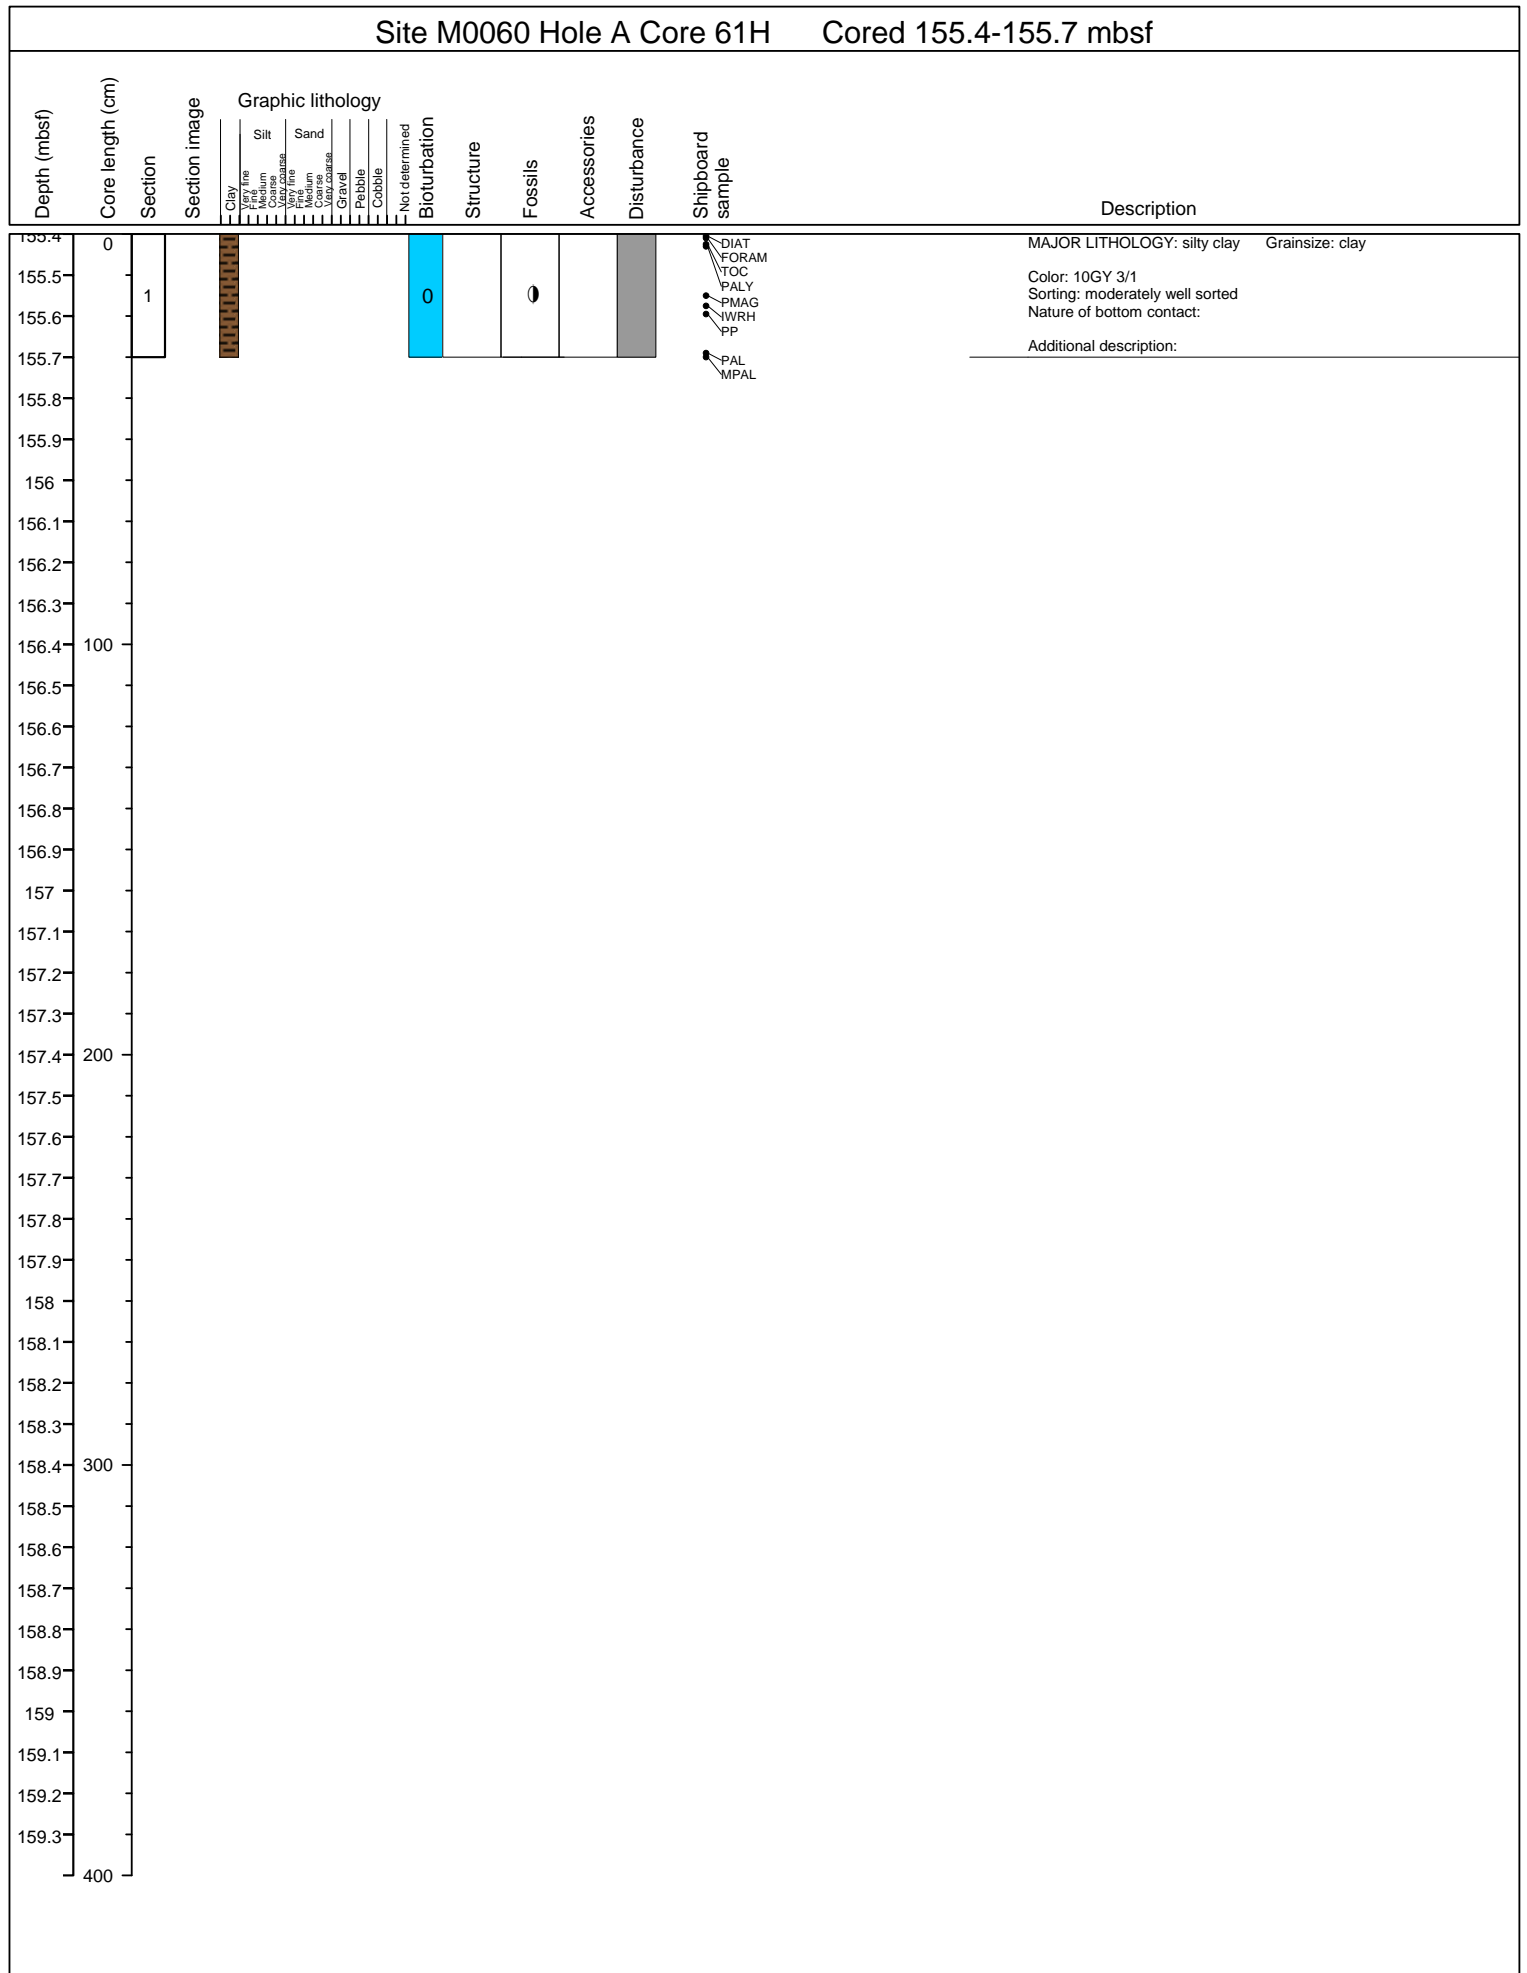 Site M0060 Hole A Core 61H Cored 155.4-155.7 mbsf
Depth (mbsf)
Core length (cm)
Section
Section image
Graphic lithology
Clay
Silt
Very fine
Fine
Medium
Coarse
Very coarse
Sand
Very fine
Fine
Medium
Coarse
Very coarse
Gravel
Pebble
Cobble
Not determined
Bioturbation
Structure
Fossils
Accessories
Disturbance
Shipboard
sample
Description
155.4
155.5
155.6
155.7
155.8
155.9
156
156.1
156.2
156.3
156.4
156.5
156.6
156.7
156.8
156.9
157
157.1
157.2
157.3
157.4
157.5
157.6
157.7
157.8
157.9
158
158.1
158.2
158.3
158.4
158.5
158.6
158.7
158.8
158.9
159
159.1
159.2
159.3
0
100
200
300
400
1
0
DIAT
FORAM
TOC
PALY
PMAG
IWRH
PP
PAL
MPAL
MAJOR LITHOLOGY: silty clay Grainsize: clay
Color: 10GY 3/1
Sorting: moderately well sorted
Nature of bottom contact:
Additional description: